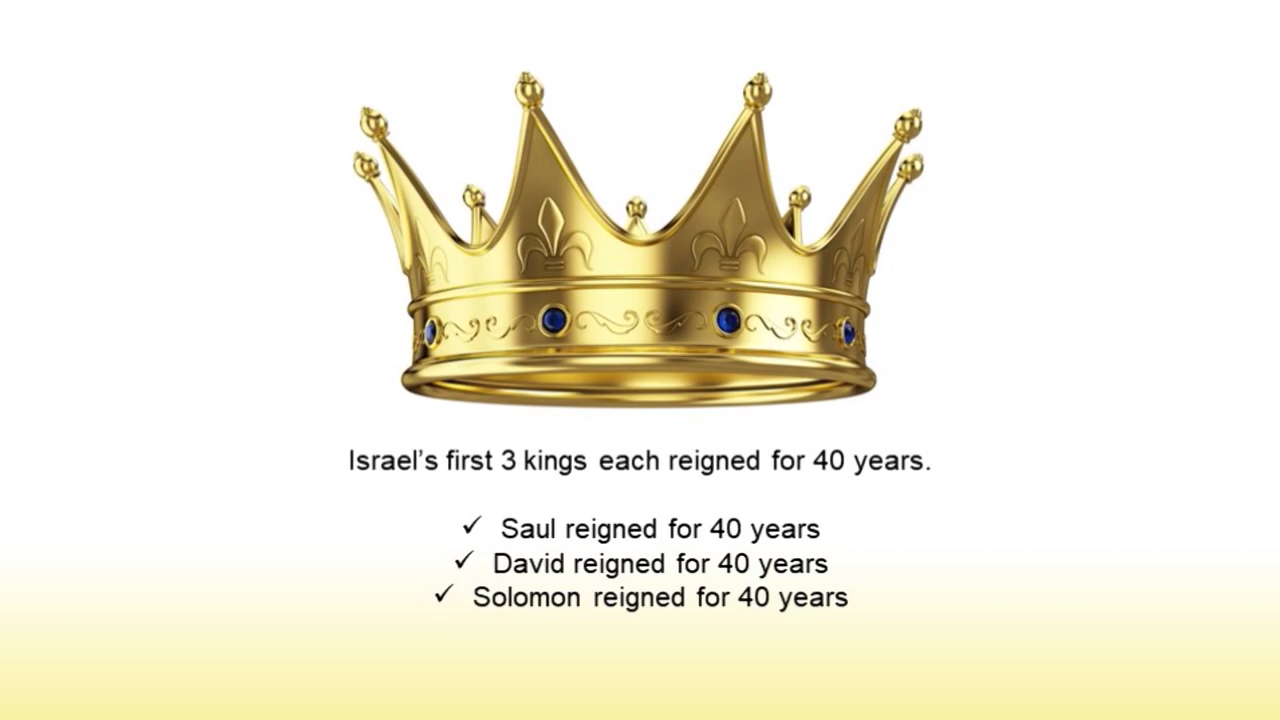 Israel’s first 3 kings each reigned for 40 years.
✓ Saul reigned for 40 years
✓ David reigned for 40 years
✓ Solomon reigned for 40 years